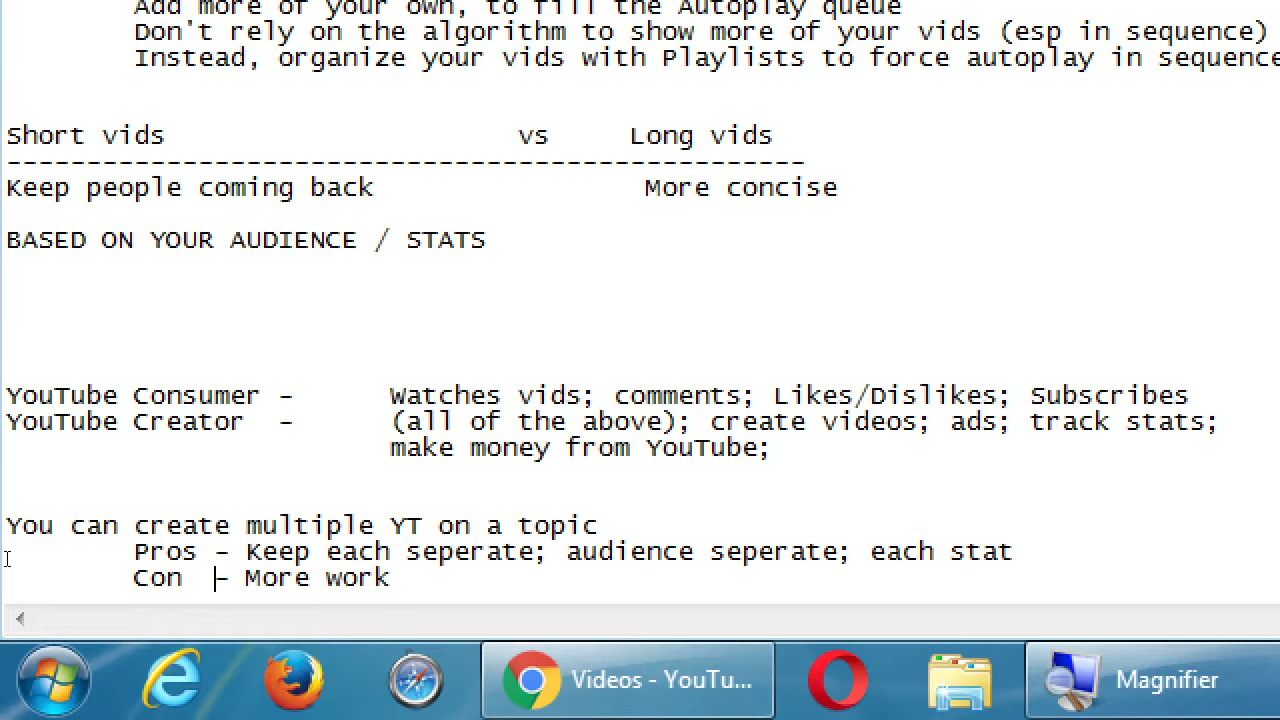 Add more of your own, to fill the Autoplay queue
Don't rely on the algorithm to show more of your vids (esp in sequence)
Instead, organize your vids with Playlists to force autoplay in sequence
Short vids vs Long vids
---------------------------------------------------
Keep people coming back More concise
BASED ON YOUR AUDIENCE / STATS
YouTube Consumer - Watches vids; comments; Likes/Dislikes; Subscribes
YouTube Creator - (all of the above); create videos; ads; track stats;
make money from YouTube;
You can create multiple YT on a topic
Pros - Keep each seperate; audience seperate; each stat
Con - More work
Videos - YouTu... Magnifier